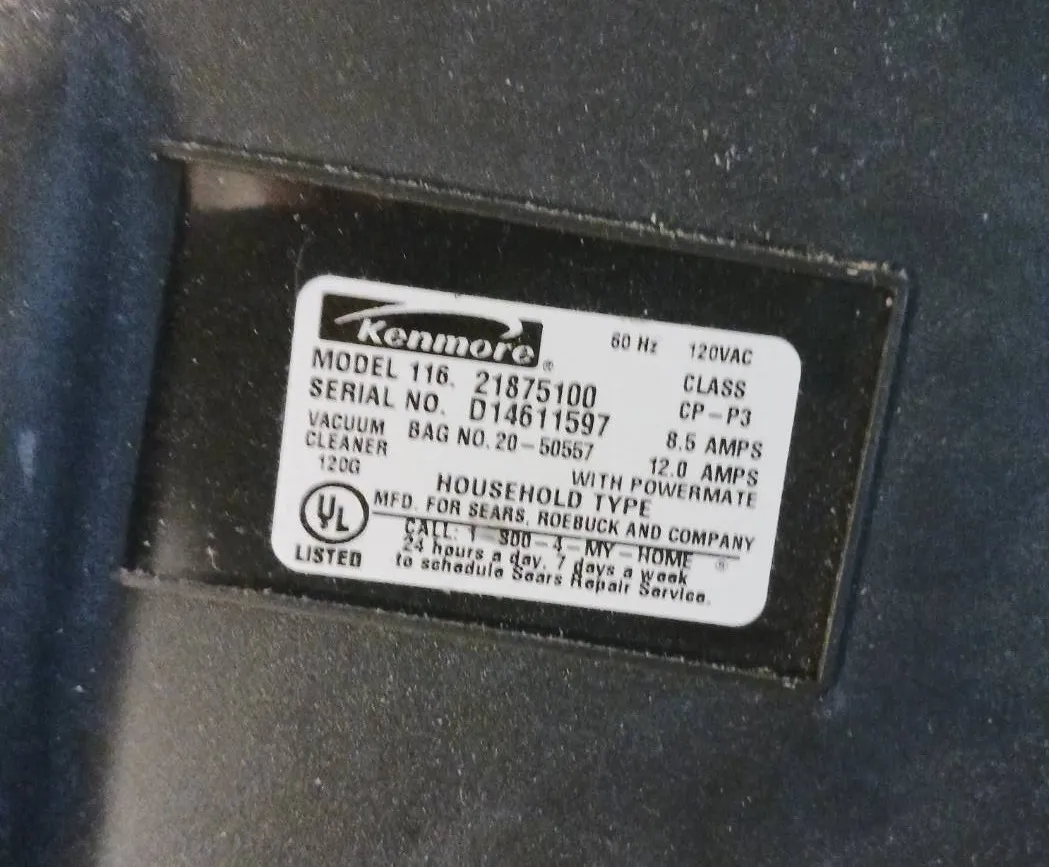 Kenmore ® 60 Hz 120VAC
MODEL 116. 21875100 CLASS
SERIAL NO. D14611597 CP-P3
VACUUM BAG NO. 20-50557 8.5 AMPS
CLEANER 12.0 AMPS
120G WITH POWERMATE
HOUSEHOLD TYPE
MFD. FOR SEARS, ROEBUCK AND COMPANY
UL CALL: 1-800-4-MY-HOME ®
LISTED 24 hours a day, 7 days a week
to schedule Sears Repair Service.